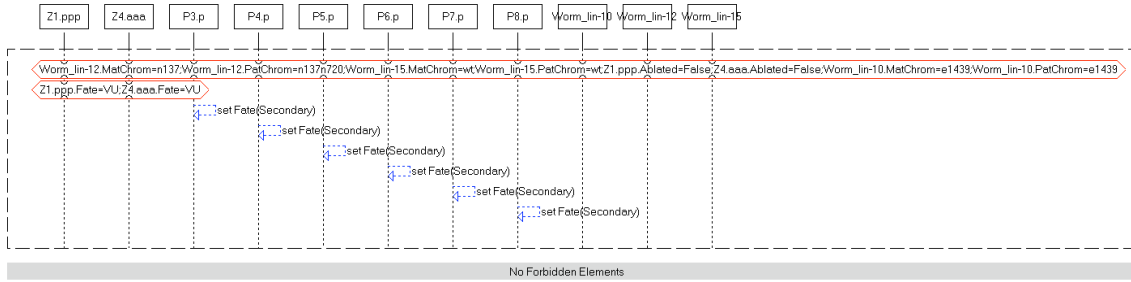 Z1.ppp Z4.aaa P3.p P4.p P5.p P6.p P7.p P8.p Worm_lin-10 Worm_lin-12 Worm_lin-15
Worm_lin-12.MatChrom=n137;Worm_lin-12.PatChrom=n137n720;Worm_lin-15.MatChrom=wt;Worm_lin-15.PatChrom=wt;Z1.ppp.Ablated=False;Z4.aaa.Ablated=False;Worm_lin-10.MatChrom=e1439;Worm_lin-10.PatChrom=e1439
Z1.ppp.Fate=VU;Z4.aaa.Fate=VU
set Fate(Secondary)
set Fate(Secondary)
set Fate(Secondary)
set Fate(Secondary)
set Fate(Secondary)
set Fate(Secondary)
No Forbidden Elements